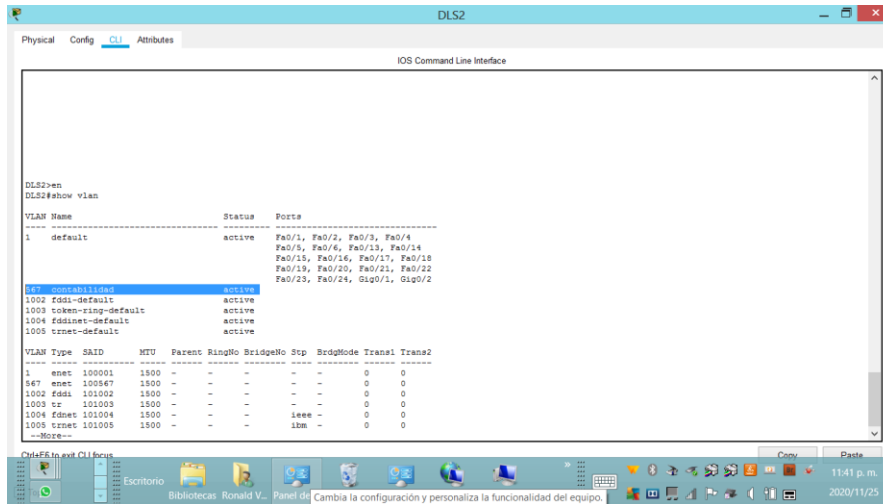 DLS2
Physical Config CLI Attributes
IOS Command Line Interface
DLS2>en
DLS2#show vlan
VLAN Name Status Ports
---- -------------------------------- --------- -------------------------------
1 default active Fa0/1, Fa0/2, Fa0/3, Fa0/4
Fa0/5, Fa0/6, Fa0/13, Fa0/14
Fa0/15, Fa0/16, Fa0/17, Fa0/18
Fa0/19, Fa0/20, Fa0/21, Fa0/22
Fa0/23, Fa0/24, Gig0/1, Gig0/2
567 contabilidad active
1002 fddi-default active
1003 token-ring-default active
1004 fddinet-default active
1005 trnet-default active
VLAN Type SAID MTU Parent RingNo BridgeNo Stp BrdgMode Trans1 Trans2
---- ----- ---------- ----- ------ ------ -------- ---- -------- ------ ------
1 enet 100001 1500 - - - - - 0 0
567 enet 100567 1500 - - - - - 0 0
1002 fddi 101002 1500 - - - - - 0 0
1003 tr 101003 1500 - - - - - 0 0
1004 fdnet 101004 1500 - - - ieee - 0 0
1005 trnet 101005 1500 - - - ibm - 0 0
--More--
Ctrl+F6 to exit CLI focus
Copy Paste
Escritorio
Bibliotecas Ronald V... Panel de
Cambia la configuración y personaliza la funcionalidad del equipo.
11:41 p. m.
2020/11/25